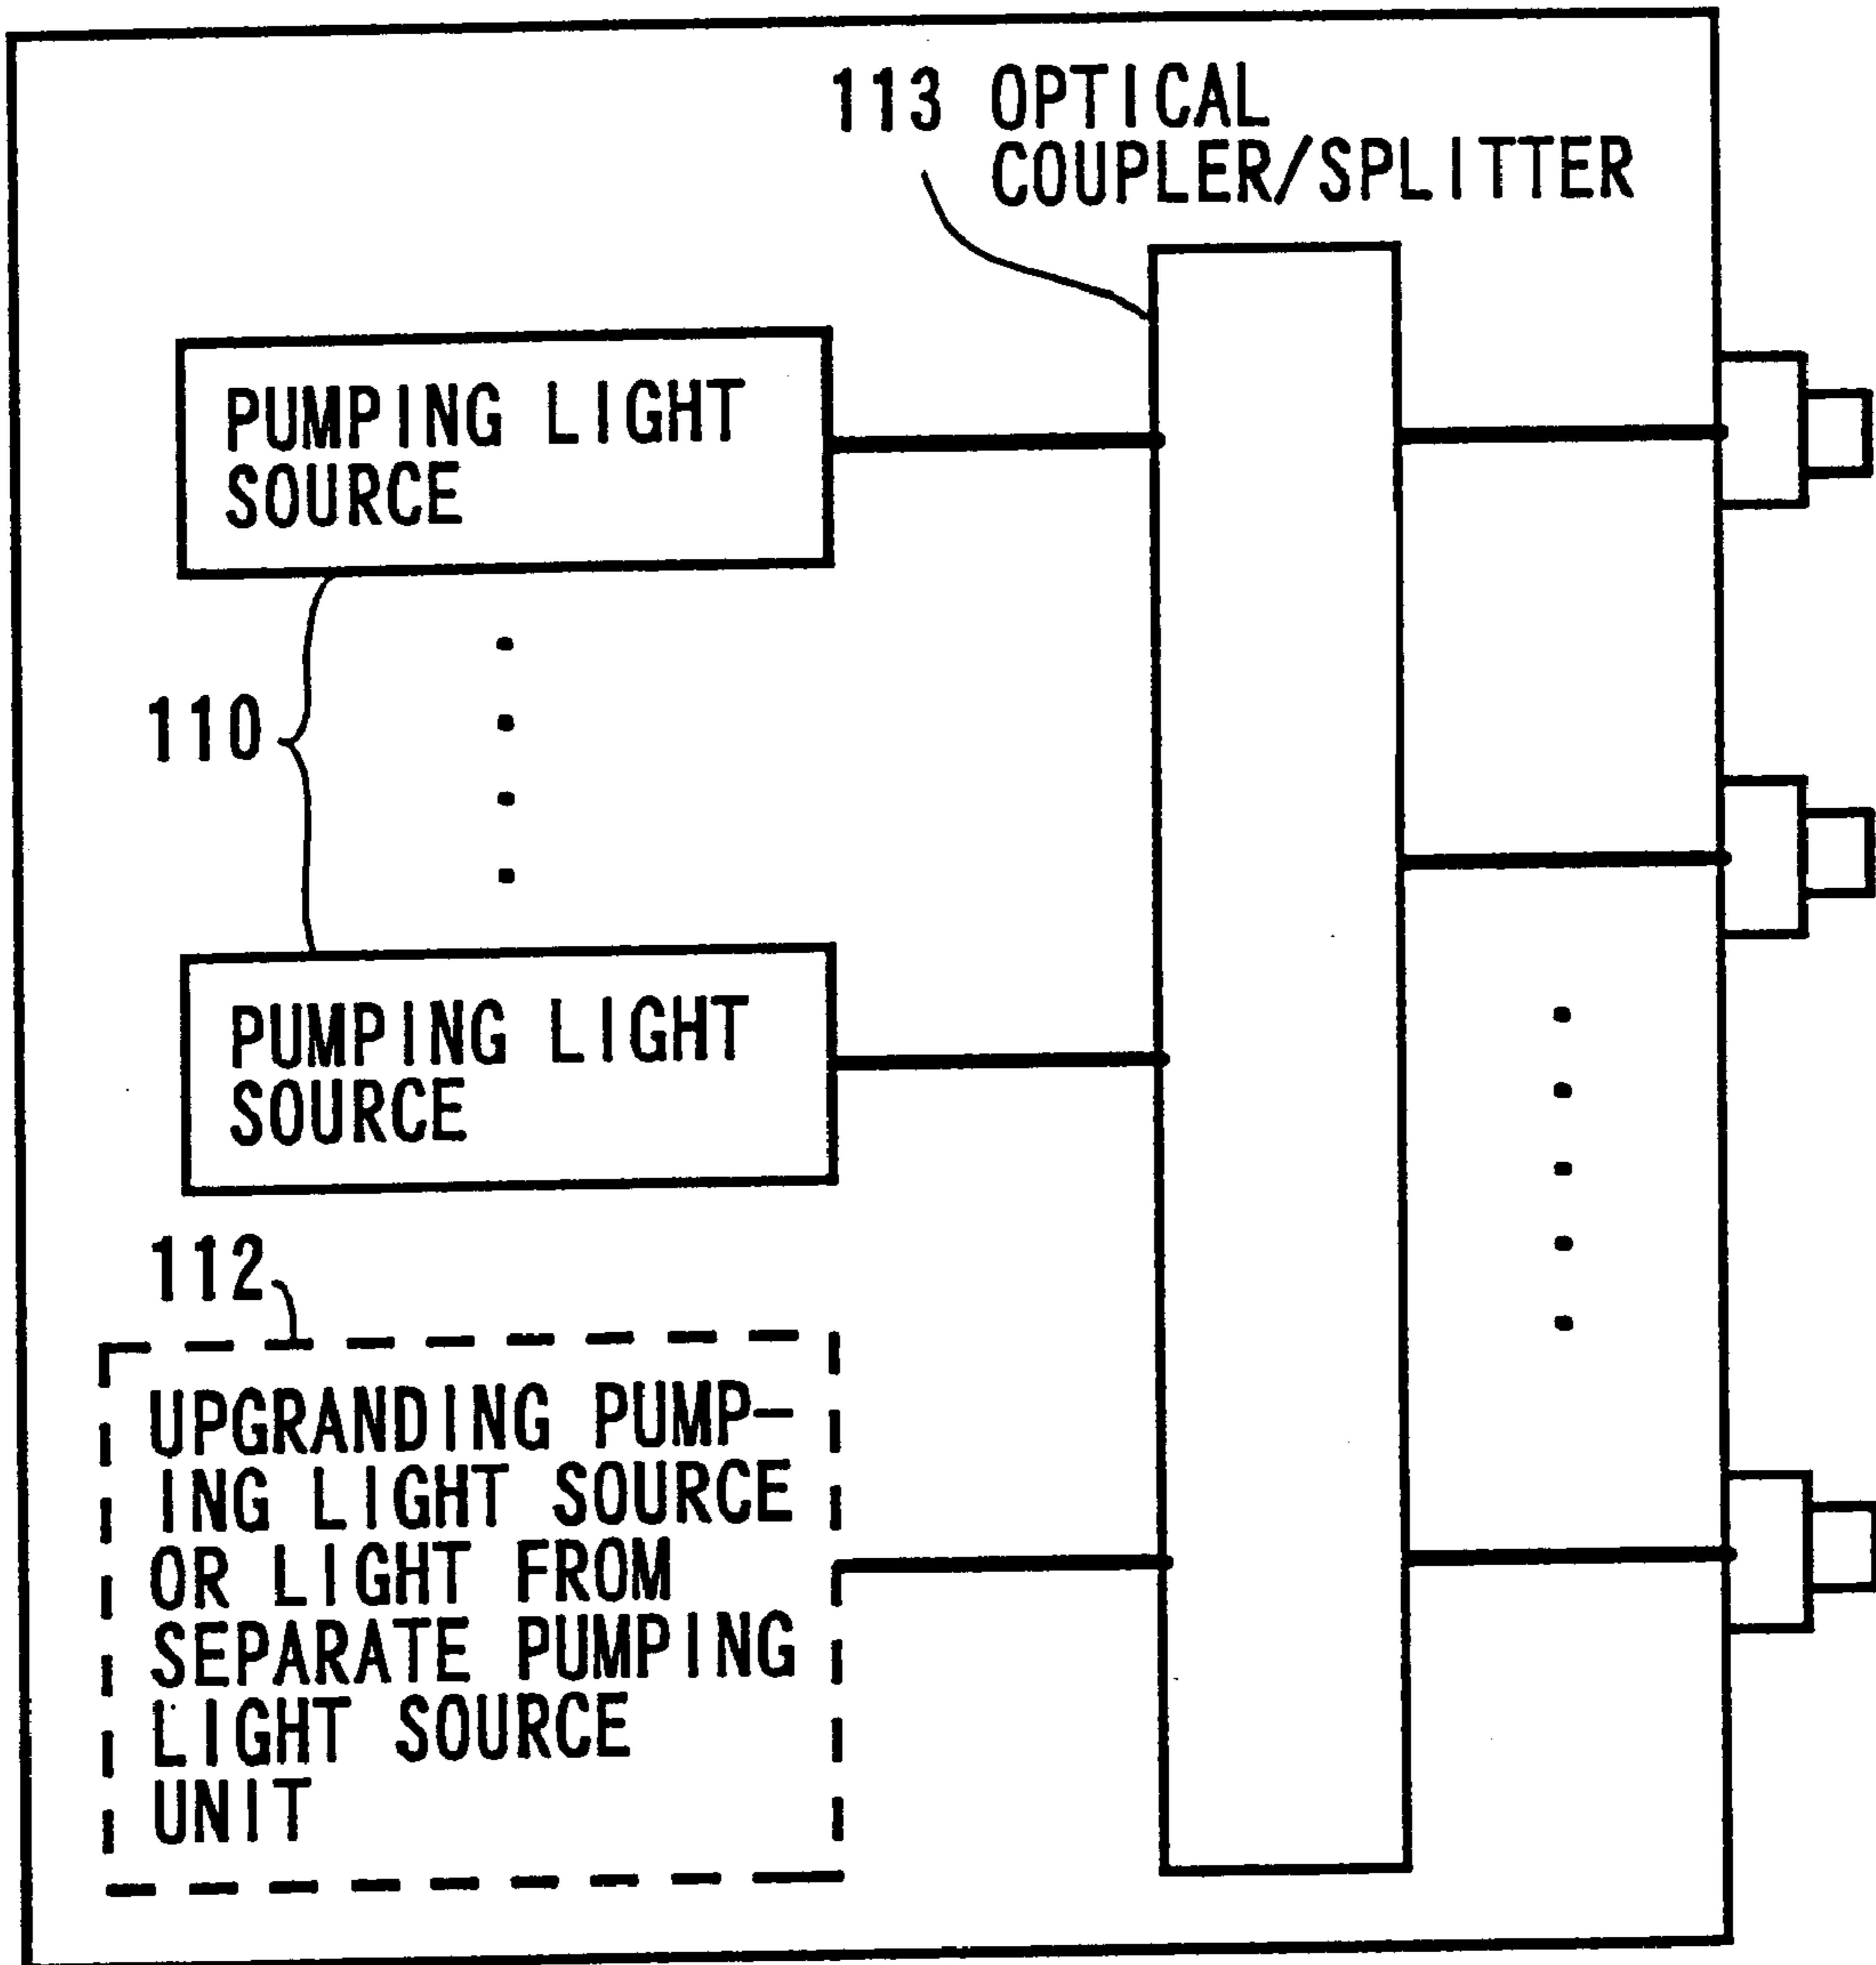 113 OPTICAL
COUPLER/SPLITTER
PUMPING LIGHT
SOURCE
110
PUMPING LIGHT
SOURCE
112
UPGRANDING PUMP-
ING LIGHT SOURCE
OR LIGHT FROM
SEPARATE PUMPING
LIGHT SOURCE
UNIT